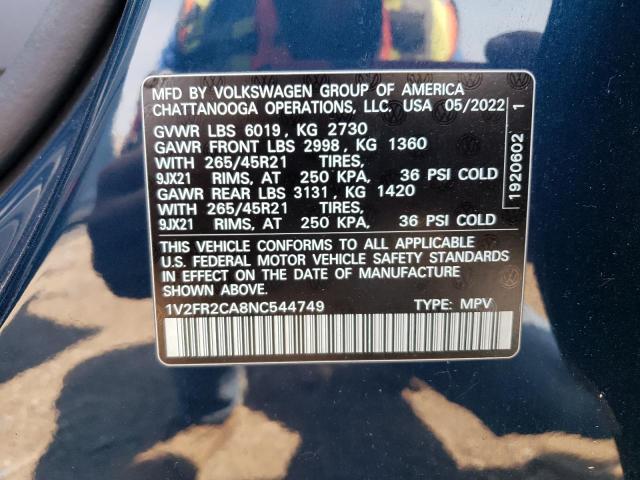 MFD BY VOLKSWAGEN GROUP OF AMERICA
CHATTANOOGA OPERATIONS, LLC. USA 05/2022
GVWR LBS 6019, KG 2730
GAWR FRONT LBS 2998, KG 1360
WITH 265/45R21 TIRES,
9JX21 RIMS, AT 250 KPA, 36 PSI COLD
GAWR REAR LBS 3131, KG 1420
WITH 265/45R21 TIRES,
9JX21 RIMS, AT 250 KPA, 36 PSI COLD
THIS VEHICLE CONFORMS TO ALL APPLICABLE
U.S. FEDERAL MOTOR VEHICLE SAFETY STANDARDS
IN EFFECT ON THE DATE OF MANUFACTURE
SHOWN ABOVE.
1V2FR2CA8NC544749 TYPE: MPV
1920602 1